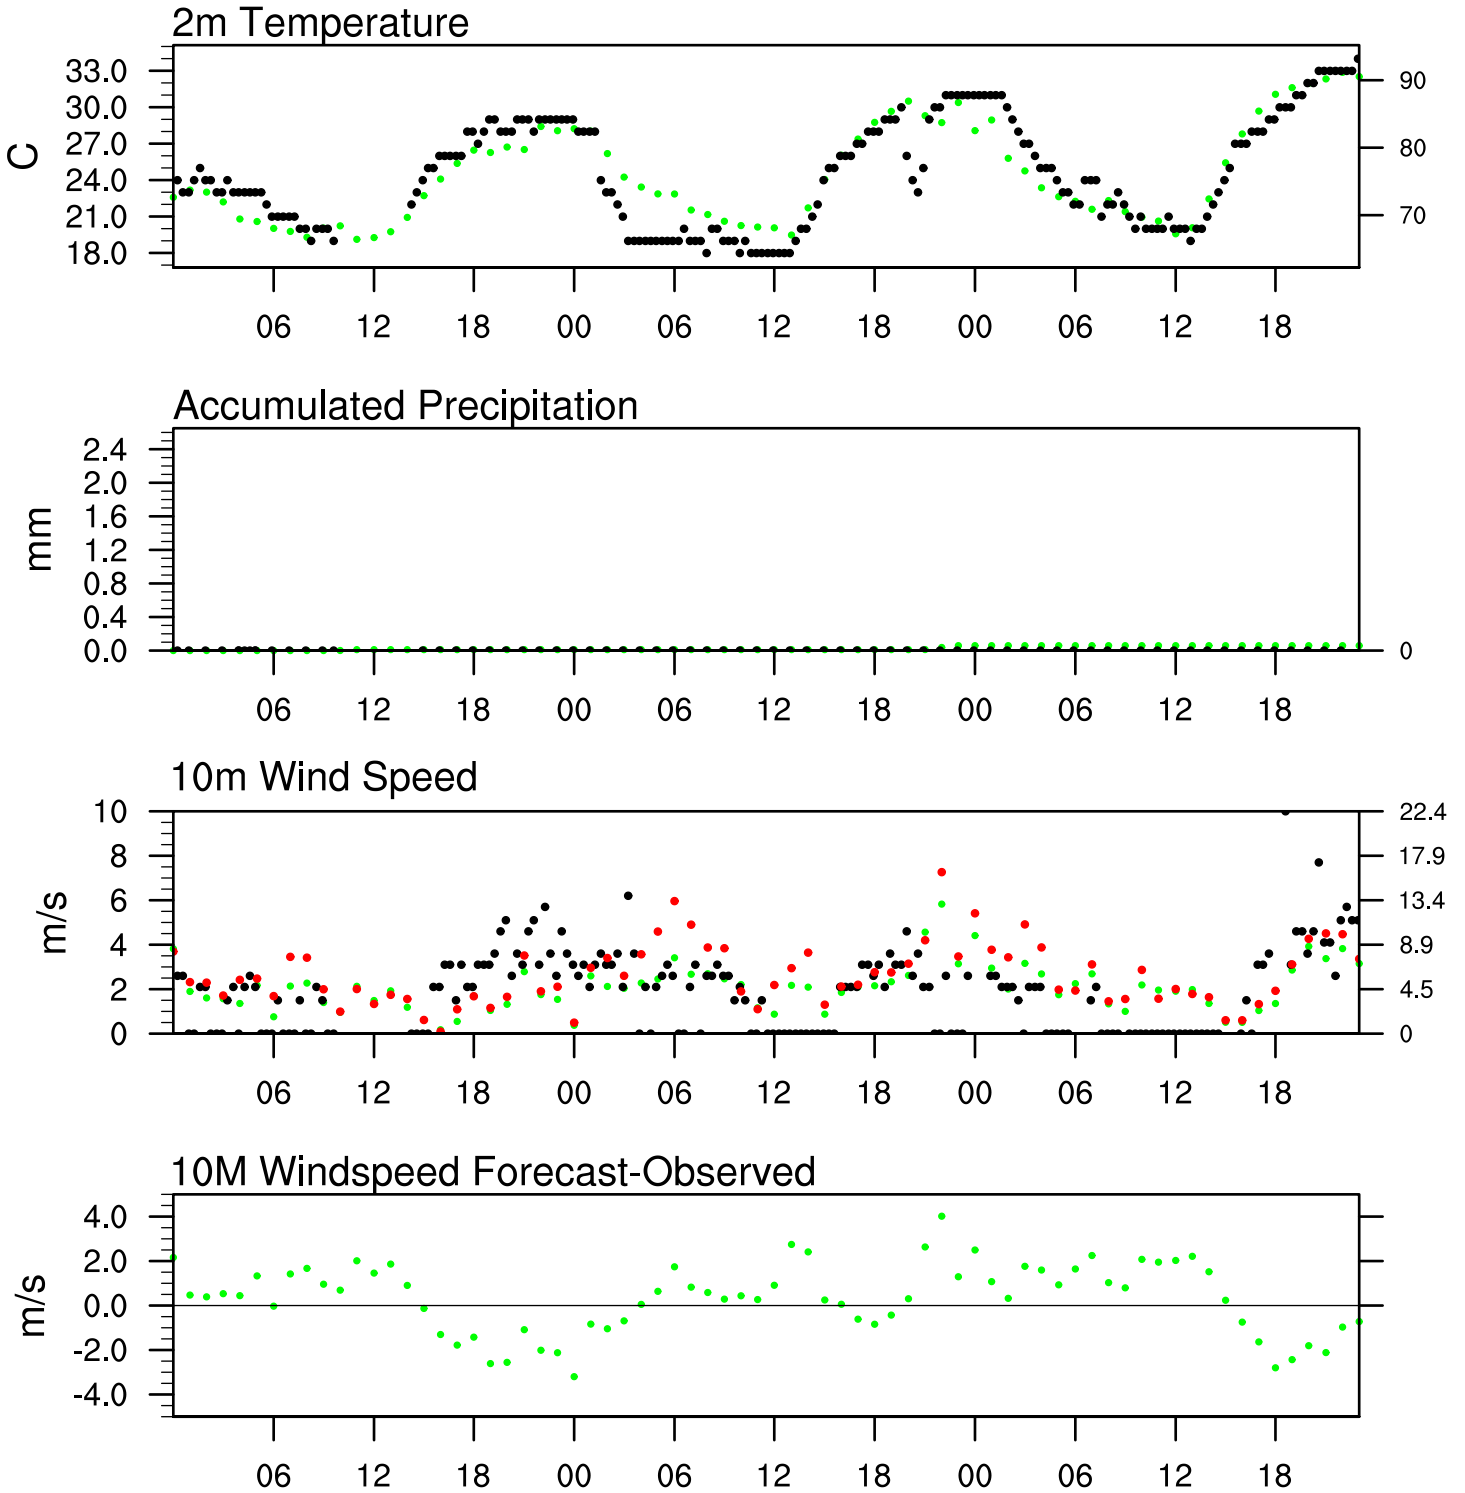 2m Temperature
33.0
30.0
27.0
24.0
21.0
18.0
C
90
80
70
06 12 18 00 06 12 18 00 06 12 18
Accumulated Precipitation
2.4
2.0
1.6
1.2
0.8
0.4
0.0
mm
0
06 12 18 00 06 12 18 00 06 12 18
10m Wind Speed
10
8
6
4
2
0
m/s
22.4
17.9
13.4
8.9
4.5
0
06 12 18 00 06 12 18 00 06 12 18
10M Windspeed Forecast-Observed
4.0
2.0
0.0
-2.0
-4.0
m/s
06 12 18 00 06 12 18 00 06 12 18